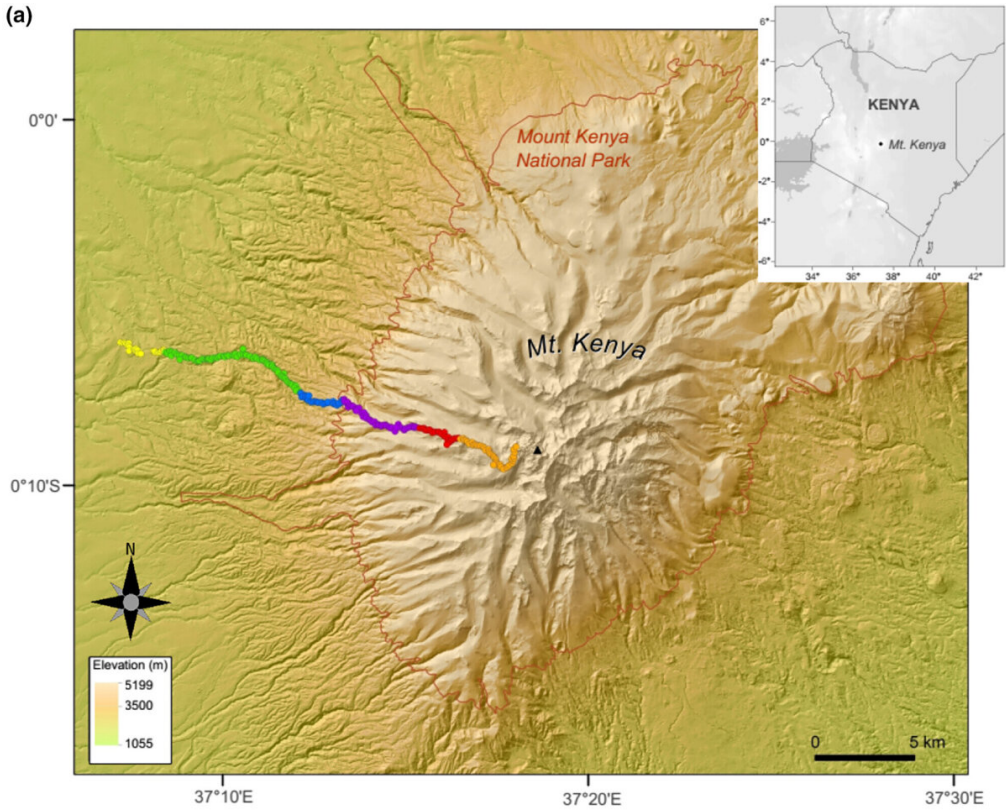 (a)
0°0'
0°10'S
37°10'E
37°20'E
37°30'E
Mount Kenya
National Park
Mt. Kenya
N
Elevation (m)
5199
3500
1055
0 5 km
6°
4°
2°
0°
-2°
-4°
-6°
34° 36° 38° 40° 42°
KENYA
Mt. Kenya